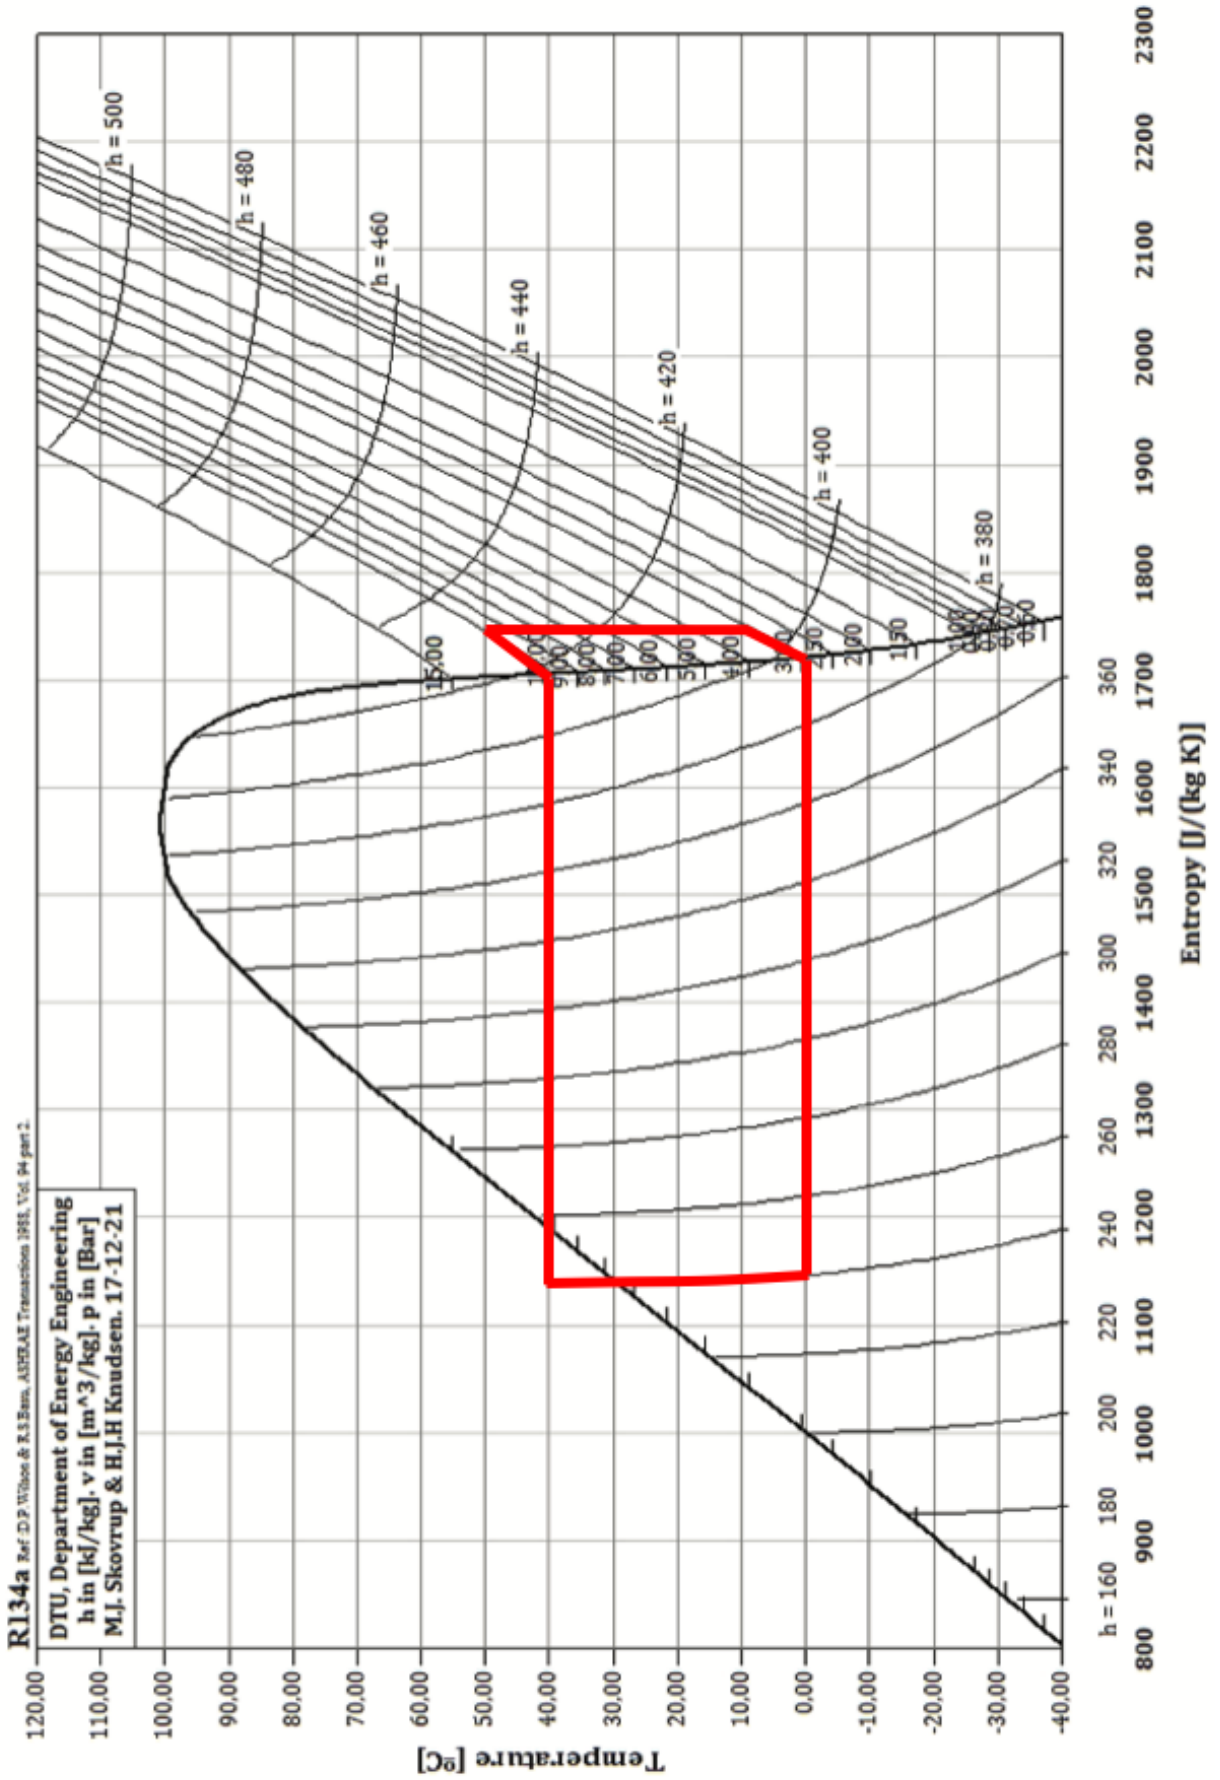 R134a Ref :D.P.Wilson & R.S.Basu, ASHRAE Transactions 1988, Vol. 94 part 2.
DTU, Department of Energy Engineering
h in [kJ/kg]. v in [m^3/kg]. p in [Bar]
M.J. Skovrup & H.J.H Knudsen. 17-12-21
120.00
110.00
100.00
90.00
80.00
70.00
60.00
50.00
40.00
30.00
20.00
10.00
0.00
-10.00
-20.00
-30.00
-40.00
Temperature [ºC]
h = 500
h = 480
h = 460
h = 440
h = 420
h = 400
h = 380
15.00
9.00
8.00
7.00
6.00
5.00
4.00
2.50
2.00
1.50
0.50
h = 160 180 200 220 240 260 280 300 320 340 360
800 900 1000 1100 1200 1300 1400 1500 1600 1700 1800 1900 2000 2100 2200 2300
Entropy [J/(kg K)]